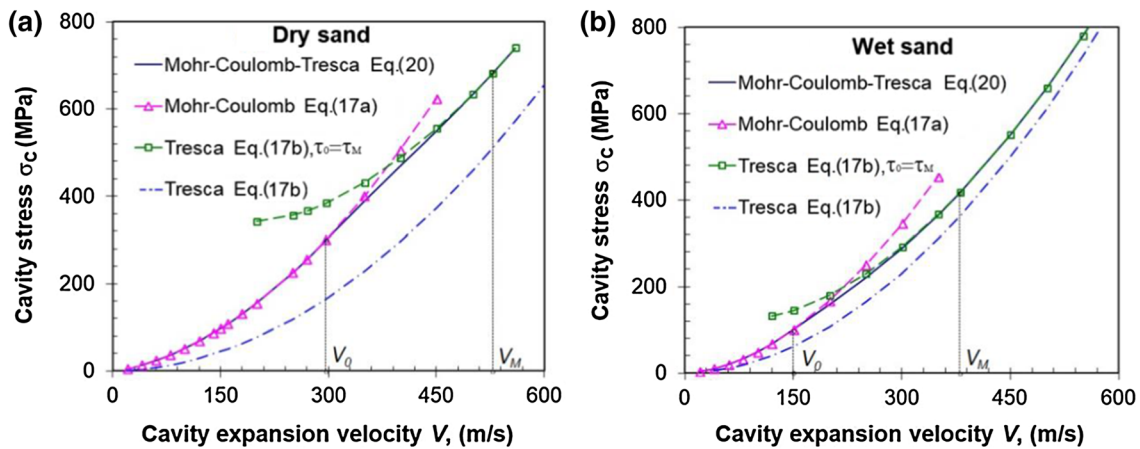 (a)
Dry sand
Mohr-Coulomb-Tresca Eq.(20)
Mohr-Coulomb Eq.(17a)
Tresca Eq.(17b),τ₀=τM
Tresca Eq.(17b)
Cavity stress σC (MPa)
800
600
400
200
0
V0
VM,
0 150 300 450 600
Cavity expansion velocity V, (m/s)
(b)
Wet sand
Mohr-Coulomb-Tresca Eq.(20)
Mohr-Coulomb Eq.(17a)
Tresca Eq.(17b),τ₀=τM
Tresca Eq.(17b)
Cavity stress σC (MPa)
800
600
400
200
0
V0
VM,
0 150 300 450 600
Cavity expansion velocity V, (m/s)